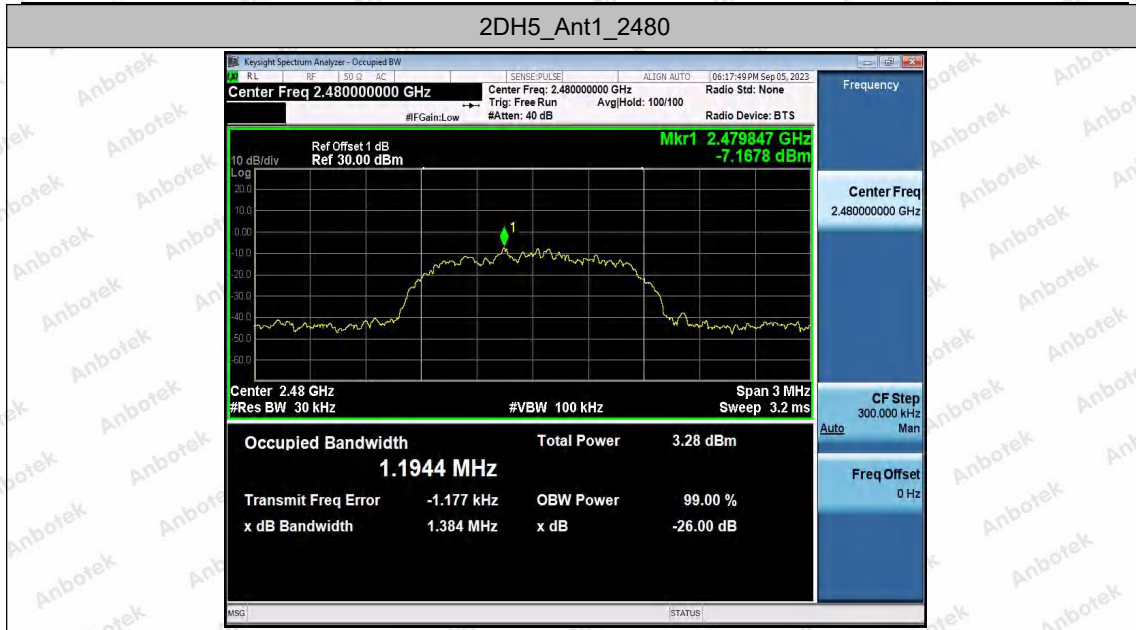 2DH5_Ant1_2480
Keysight Spectrum Analyzer - Occupied BW
RL RF 50 Ω AC SENSE:PULSE ALIGN AUTO 06:17:49 PM Sep 05, 2023
Center Freq 2.480000000 GHz
Center Freq: 2.480000000 GHz
Radio Std: None
Trig: Free Run Avg|Hold: 100/100
#IFGain:Low #Atten: 40 dB
Radio Device: BTS
Mkr1 2.479847 GHz
-7.1678 dBm
Ref Offset 1 dB
10 dB/div Ref 30.00 dBm
Log
20.0
10.0
0.00
-10.0
-20.0
-30.0
-40.0
-50.0
-60.0
1
Center 2.48 GHz Span 3 MHz
#Res BW 30 kHz #VBW 100 kHz Sweep 3.2 ms
Occupied Bandwidth Total Power 3.28 dBm
1.1944 MHz
Transmit Freq Error -1.177 kHz OBW Power 99.00 %
x dB Bandwidth 1.384 MHz x dB -26.00 dB
MSG STATUS
Frequency
Center Freq
2.480000000 GHz
CF Step
300.000 kHz
Auto Man
Freq Offset
0 Hz
Anbotek